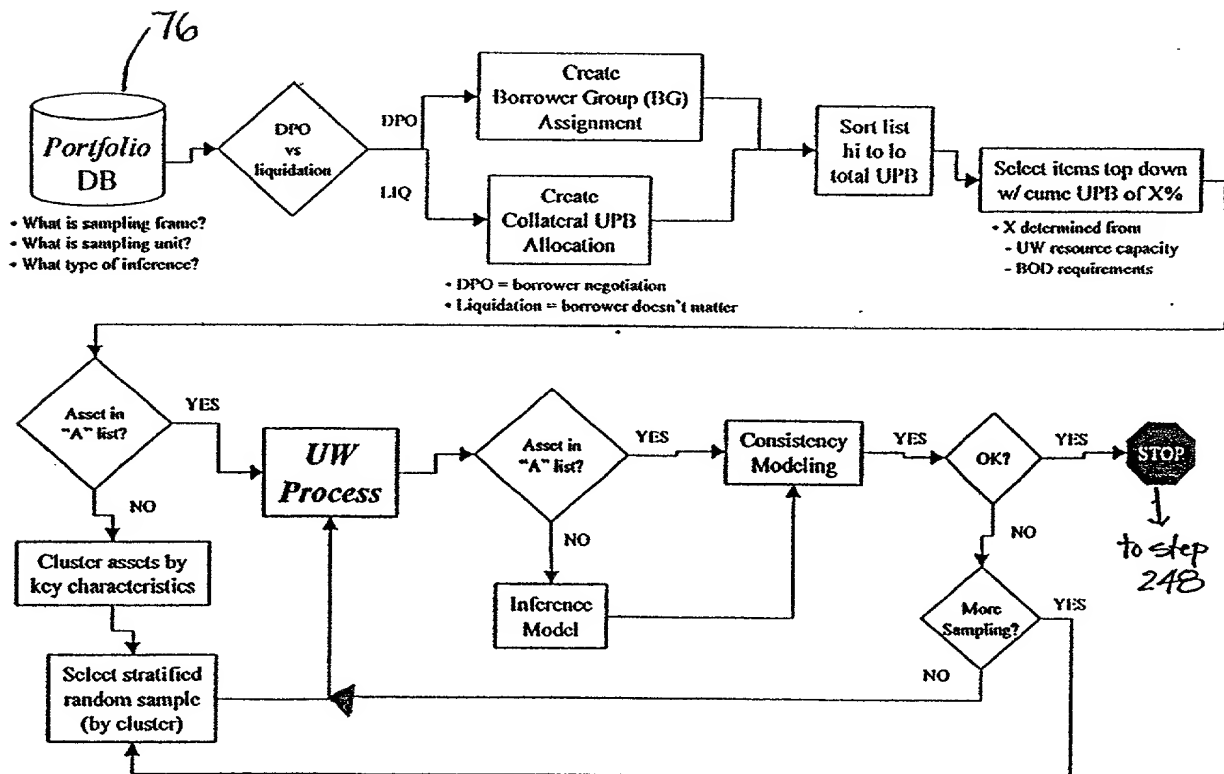 76
Portfolio
DB
• What is sampling frame?
• What is sampling unit?
• What type of inference?
DPO
vs
liquidation
DPO
LIQ
Create
Borrower Group (BG)
Assignment
Create
Collateral UPB
Allocation
• DPO = borrower negotiation
• Liquidation = borrower doesn't matter
Sort list
hi to lo
total UPB
Select items top down
w/ cume UPB of X%
• X determined from
- UW resource capacity
- BOD requirements
Asset in
"A" list?
YES
NO
Cluster assets by
key characteristics
Select stratified
random sample
(by cluster)
UW
Process
Asset in
"A" list?
YES
NO
Inference
Model
Consistency
Modeling
YES
OK?
YES
NO
STOP
to step
248
More
Sampling?
YES
NO